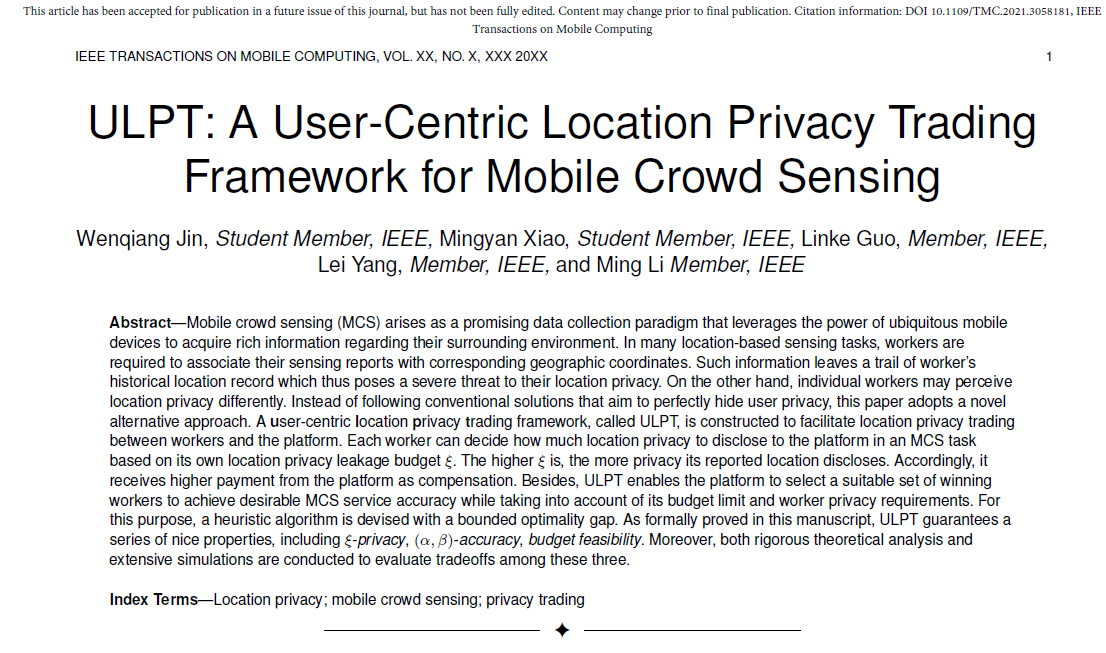 This article has been accepted for publication in a future issue of this journal, but has not been fully edited. Content may change prior to final publication. Citation information: DOI 10.1109/TMC.2021.3058181, IEEE
Transactions on Mobile Computing
IEEE TRANSACTIONS ON MOBILE COMPUTING, VOL. XX, NO. X, XXX 20XX 1
ULPT: A User-Centric Location Privacy Trading
Framework for Mobile Crowd Sensing
Wenqiang Jin, Student Member, IEEE, Mingyan Xiao, Student Member, IEEE, Linke Guo, Member, IEEE,
Lei Yang, Member, IEEE, and Ming Li Member, IEEE
Abstract—Mobile crowd sensing (MCS) arises as a promising data collection paradigm that leverages the power of ubiquitous mobile
devices to acquire rich information regarding their surrounding environment. In many location-based sensing tasks, workers are
required to associate their sensing reports with corresponding geographic coordinates. Such information leaves a trail of worker's
historical location record which thus poses a severe threat to their location privacy. On the other hand, individual workers may perceive
location privacy differently. Instead of following conventional solutions that aim to perfectly hide user privacy, this paper adopts a novel
alternative approach. A user-centric location privacy trading framework, called ULPT, is constructed to facilitate location privacy trading
between workers and the platform. Each worker can decide how much location privacy to disclose to the platform in an MCS task
based on its own location privacy leakage budget ξ. The higher ξ is, the more privacy its reported location discloses. Accordingly, it
receives higher payment from the platform as compensation. Besides, ULPT enables the platform to select a suitable set of winning
workers to achieve desirable MCS service accuracy while taking into account of its budget limit and worker privacy requirements. For
this purpose, a heuristic algorithm is devised with a bounded optimality gap. As formally proved in this manuscript, ULPT guarantees a
series of nice properties, including ξ-privacy, (α, β)-accuracy, budget feasibility. Moreover, both rigorous theoretical analysis and
extensive simulations are conducted to evaluate tradeoffs among these three.
Index Terms—Location privacy; mobile crowd sensing; privacy trading